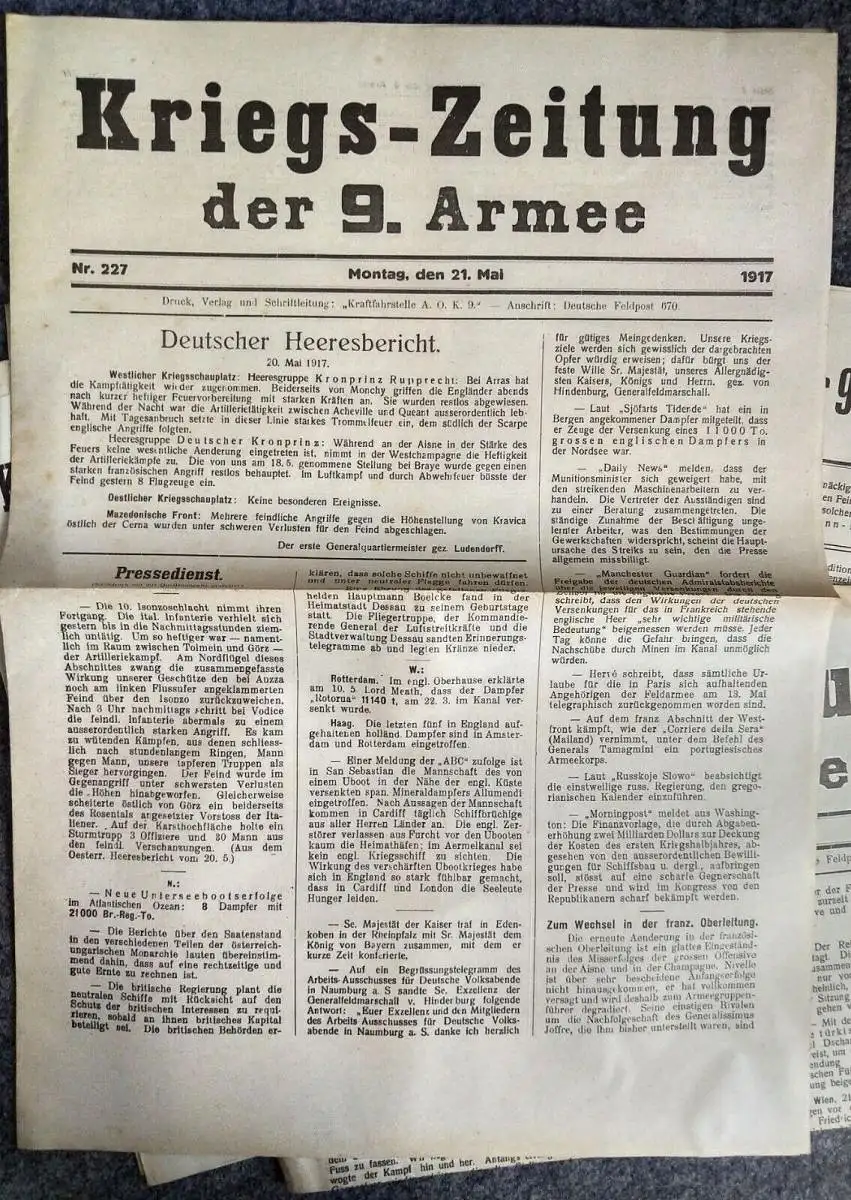 Kriegs-Zeitung
der 9. Armee
Nr. 227
Montag, den 21. Mai
1917
Druck, Verlag und Schriftleitung: „Kraftfahrstelle A. O. K. 9.“ — Anschrift: Deutsche Feldpost 670.
Deutscher Heeresbericht.
20. Mai 1917.
Westlicher Kriegsschauplatz: Heeresgruppe Kronprinz Rupprecht: Bei Arras hat
die Kampftätigkeit wieder zugenommen. Beiderseits von Monchy griffen die Engländer abends
nach kurzer heftiger Feuervorbereitung mit starken Kräften an. Sie wurden restlos abgewiesen.
Während der Nacht war die Artillerietätigkeit zwischen Acheville und Queant ausserordentlich leb-
haft. Mit Tagesanbruch setzte in dieser Linie starkes Trommelfeuer ein, dem südlich der Scarpe
englische Angriffe folgten.
Heeresgruppe Deutscher Kronprinz: Während an der Aisne in der Stärke des
Feuers keine wesentliche Aenderung eingetreten ist, nimmt in der Westchampagne die Heftigkeit
der Artilleriekämpfe zu. Die von uns am 18. 5. genommene Stellung bei Braye wurde gegen einen
starken französischen Angriff restlos behauptet. Im Luftkampf und durch Abwehrfeuer büsste der
Feind gestern 8 Flugzeuge ein.
Oestlicher Kriegsschauplatz: Keine besonderen Ereignisse.
Mazedonische Front: Mehrere feindliche Angriffe gegen die Höhenstellung von Kravica
östlich der Cerna wurden unter schweren Verlusten für den Feind abgeschlagen.
Der erste Generalquartiermeister gez. Ludendorff.
Pressedienst.
— Die 10. Isonzoschlacht nimmt ihren
Fortgang. Die ital. Infanterie verhielt sich
gestern bis in die Nachmittagsstunden ziem-
lich untätig. Um so heftiger war — nament-
lich im Raum zwischen Tolmein und Görz —
der Artilleriekampf. Am Nordflügel dieses
Abschnittes zwang die zusammengefasste
Wirkung unserer Geschütze den bei Auzza
noch am linken Flussufer angeklammerten
Feind über den Isonzo zurückzuweichen.
Nach 3 Uhr nachmittags schritt bei Vodice
die feindl. Infanterie abermals zu einem
ausserordentlich starken Angriff. Es kam
zu wütenden Kämpfen, aus denen schliess-
lich nach stundenlangem Ringen, Mann
gegen Mann, unsere tapferen Truppen als
Sieger hervorgingen. Der Feind wurde im
Gegenangriff unter schwersten Verlusten
die Höhen hinabgeworfen. Gleicherweise
scheiterte östlich von Görz ein beiderseits
des Rosentals angesetzter Vorstoss der Ita-
liener. Auf der Karsthochfläche holte ein
Sturmtrupp 3 Offiziere und 30 Mann aus
den feindl. Verschanzungen. (Aus dem
Oesterr. Heeresbericht vom 20. 5.)
N.:
— Neue Unterseebootserfolge
im Atlantischen Ozean: 8 Dampfer mit
21000 Br.-Reg.-To.
— Die Berichte über den Saatenstand
in den verschiedenen Teilen der österreich-
ungarischen Monarchie lauten übereinstim-
mend dahin, dass auf eine rechtzeitige und
gute Ernte zu rechnen ist.
— Die britische Regierung plant die
neutralen Schiffe mit Rücksicht auf den
Schutz der britischen Interessen zu requi-
rieren, sobald an ihnen britisches Kapital
beteiligt sei. Die britischen Behörden er-
klären, dass solche Schiffe nicht unbewaffnet
und unter neutraler Flagge fahren dürfen.
helden Hauptmann Boelcke fand in der
Heimatstadt Dessau zu seinem Geburtstage
statt. Die Fliegertruppe, der Kommandie-
rende General der Luftstreitkräfte und die
Stadtverwaltung Dessau sandten Erinnerungs-
telegramme ab und legten Kränze nieder.
W.:
Rotterdam. Im engl. Oberhause erklärte
am 10. 5. Lord Meath, dass der Dampfer
„Rotorua“ 11140 t, am 22. 3. im Kanal ver-
senkt wurde.
Haag. Die letzten fünf in England auf-
gehaltenen holländ. Dampfer sind in Amster-
dam und Rotterdam eingetroffen.
— Einer Meldung der „ABC“ zufolge ist
in San Sebastian die Mannschaft des von
einem Uboot in der Nähe der engl. Küste
versenkten span. Mineraldampfers Allumendi
eingetroffen. Nach Aussagen der Mannschaft
kommen in Cardiff täglich Schiffbrüchige
aus aller Herren Länder an. Die engl. Zer-
störer verlassen aus Furcht vor den Ubooten
kaum die Heimathäfen; im Aermelkanal sei
kein engl. Kriegsschiff zu sichten. Die
Wirkung des verschärften Ubootkrieges habe
sich in England so stark fühlbar gemacht,
dass in Cardiff und London die Seeleute
Hunger leiden.
— Se. Majestät der Kaiser traf in Eden-
koben in der Rheinpfalz mit Sr. Majestät dem
König von Bayern zusammen, mit dem er
kurze Zeit konferierte.
— Auf ein Begrüssungstelegramm des
Arbeits-Ausschusses für Deutsche Volksabende
in Naumburg a. S sandte Se. Exzellenz der
Generalfeldmarschall v. Hindenburg folgende
Antwort: „Euer Exzellenz und den Mitgliedern
des Arbeits Ausschusses für Deutsche Volks-
abende in Naumburg a. S. danke ich herzlich
für gütiges Meingedenken. Unsere Kriegs-
ziele werden sich gewisslich der dargebrachten
Opfer würdig erweisen; dafür bürgt uns der
feste Wille Sr. Majestät, unseres Allergnädig-
sten Kaisers, Königs und Herrn. gez. von
Hindenburg, Generalfeldmarschall.
— Laut „Sjöfarts Tidende“ hat ein in
Bergen angekommener Dampfer mitgeteilt, dass
er Zeuge der Versenkung eines 11000 To.
grossen englischen Dampfers in
der Nordsee war.
— „Daily News“ melden, dass der
Munitionsminister sich geweigert habe, mit
den streikenden Maschinenarbeitern zu ver-
handeln. Die Vertreter der Ausständigen sind
zu einer Beratung zusammengetreten. Die
ständige Zunahme der Beschäftigung unge-
lernter Arbeiter, was den Bestimmungen der
Gewerkschaften widerspricht, scheint die Haupt-
ursache des Streiks zu sein, den die Presse
allgemein missbilligt.
— „Manchester Guardian“ fordert die
Freigabe der deutschen Admiralstabsberichte
über die jeweiligen Versenkungen durch den
schreibt, dass den Wirkungen der deutschen
Versenkungen für das in Frankreich stehende
englische Heer „sehr wichtige militärische
Bedeutung“ beigemessen werden müsse. Jeder
Tag könne die Gefahr bringen, dass die
Nachschübe durch Minen im Kanal unmöglich
würden.
— Hervé schreibt, dass sämtliche Ur-
laube für die in Paris sich aufhaltenden
Angehörigen der Feldarmee am 13. Mai
telegraphisch zurückgenommen worden sind.
— Auf dem franz Abschnitt der West-
front kämpft, wie der „Corriere della Sera“
(Mailand) vernimmt, unter dem Befehl des
Generals Tamagmini ein portugiesisches
Armeekorps.
— Laut „Russkoje Slowo“ beabsichtigt
die einstweilige russ. Regierung, den grego-
rianischen Kalender einzuführen.
— „Morningpost“ meldet aus Washing-
ton: Die Finanzvorlage, die durch Abgaben-
erhöhung zwei Milliarden Dollars zur Deckung
der Kosten des ersten Kriegshalbjahres, ab-
gesehen von den ausserordentlichen Bewilli-
gungen für Schiffsbau u. dergl., aufbringen
soll, stösst auf eine scharfe Gegnerschaft
der Presse und wird im Kongress von den
Republikanern scharf bekämpft werden.
Zum Wechsel in der franz. Oberleitung.
Die erneute Aenderung in der französi-
schen Oberleitung ist ein glattes Eingeständ-
nis des Misserfolges der grossen Offensive
an der Aisne und in der Champagne. Nivelle
ist über sehr bescheidene Anfangserfolge
nicht hinausgekommen, er hat vollkommen
versagt und wird deshalb zum Armeegruppen-
führer degradiert. Seine einstigen Rivalen
um die Nachfolgeschaft des Generalissimus
Joffre, die ihm bisher unterstellt waren, sind
Fuss zu fassen.
wogte der Kampf hin und her. Anfangs